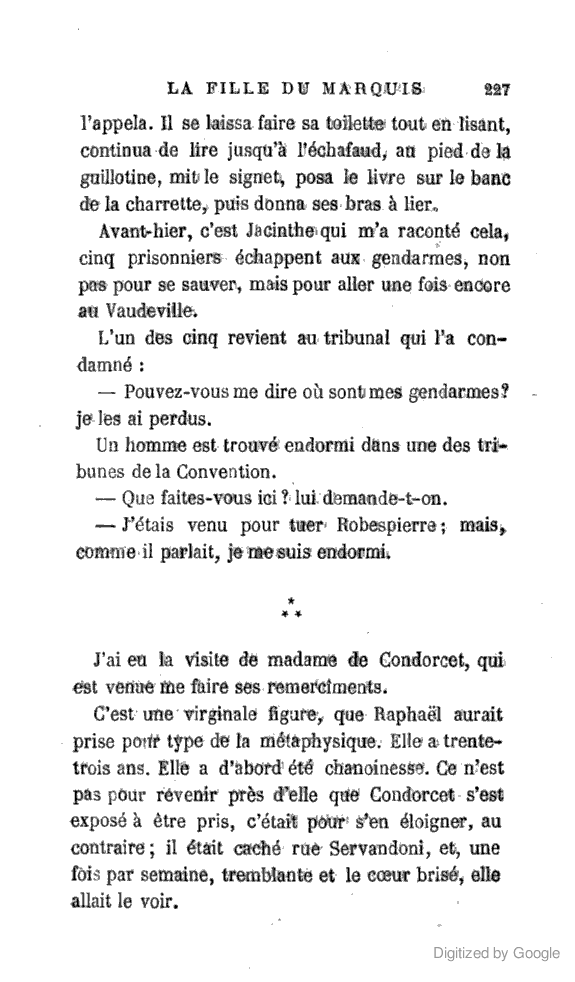 LA FILLE DU MARQUIS 227
l'appela. Il se laissa faire sa toilette tout en lisant,
continua de lire jusqu'à l'échafaud, au pied de la
guillotine, mit le signet, posa le livre sur le banc
de la charrette, puis donna ses bras à lier.
Avant-hier, c'est Jacinthe qui m'a raconté cela,
cinq prisonniers échappent aux gendarmes, non
pas pour se sauver, mais pour aller une fois encore
au Vaudeville.
L'un des cinq revient au tribunal qui l'a con-
damné :
— Pouvez-vous me dire où sont mes gendarmes?
je les ai perdus.
Un homme est trouvé endormi dans une des tri-
bunes de la Convention.
— Que faites-vous ici ? lui demande-t-on.
— J'étais venu pour tuer Robespierre ; mais,
comme il parlait, je me suis endormi.
* * *
J'ai eu la visite de madame de Condorcet, qui
est venue me faire ses remercîments.
C'est une virginale figure, que Raphaël aurait
prise pour type de la métaphysique. Elle a trente-
trois ans. Elle a d'abord été chanoinesse. Ce n'est
pas pour revenir près d'elle que Condorcet s'est
exposé à être pris, c'était pour s'en éloigner, au
contraire ; il était caché rue Servandoni, et, une
fois par semaine, tremblante et le cœur brisé, elle
allait le voir.
Digitized by Google